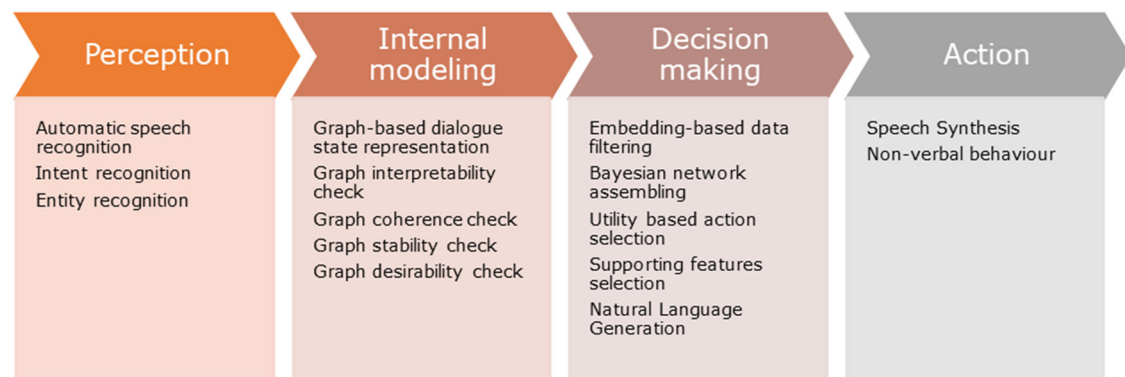 Perception
Automatic speech
recognition
Intent recognition
Entity recognition
Internal
modeling
Graph-based dialogue
state representation
Graph interpretability
check
Graph coherence check
Graph stability check
Graph desirability check
Decision
making
Embedding-based data
filtering
Bayesian network
assembling
Utility based action
selection
Supporting features
selection
Natural Language
Generation
Action
Speech Synthesis
Non-verbal behaviour